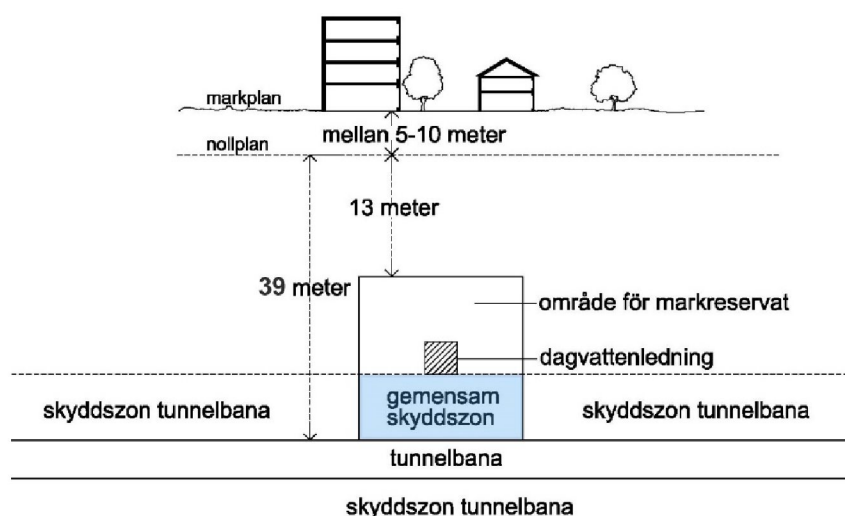 markplan
mellan 5-10 meter
nollplan
13 meter
39 meter
område för markreservat
dagvattenledning
skyddszon tunnelbana
gemensam
skyddszon
skyddszon tunnelbana
tunnelbana
skyddszon tunnelbana